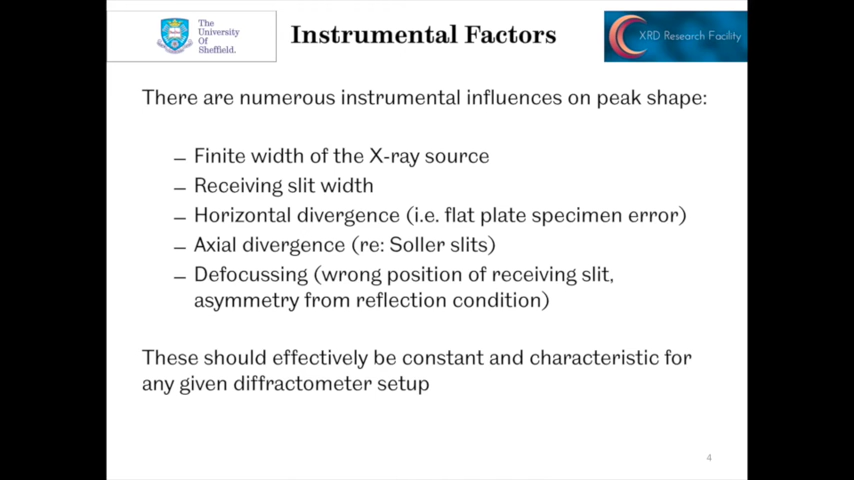 The
University
Of
Sheffield.
Instrumental Factors
XRD Research Facility
There are numerous instrumental influences on peak shape:
– Finite width of the X-ray source
– Receiving slit width
– Horizontal divergence (i.e. flat plate specimen error)
– Axial divergence (re: Soller slits)
– Defocussing (wrong position of receiving slit,
asymmetry from reflection condition)
These should effectively be constant and characteristic for
any given diffractometer setup
4